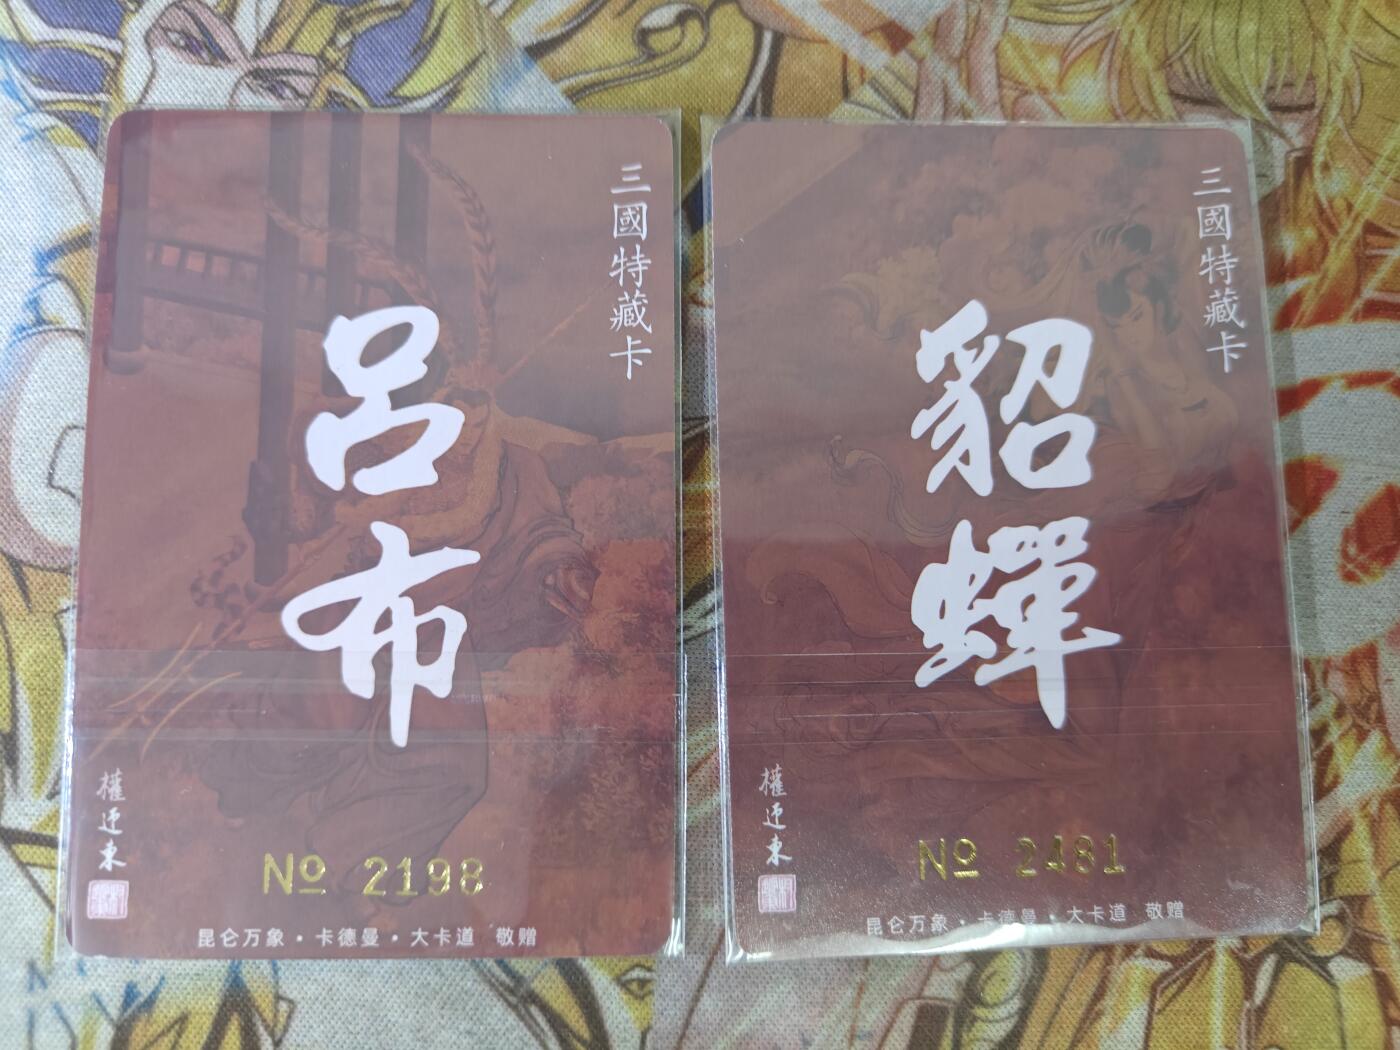 三國特藏卡
呂布
權迎東
No 2198
昆仑万象·卡德曼·大卡道 敬赠
三國特藏卡
貂蟬
權迎東
No 2481
昆仑万象·卡德曼·大卡道 敬赠